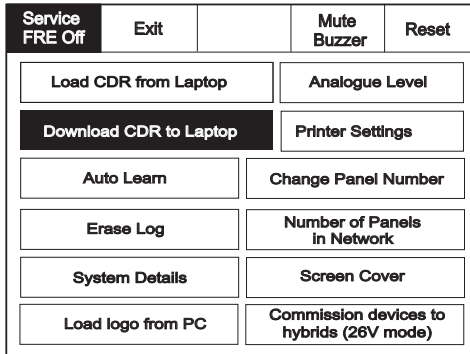 Service
FRE Off
Exit
Mute
Buzzer
Reset
Load CDR from Laptop
Analogue Level
Download CDR to Laptop
Printer Settings
Auto Learn
Change Panel Number
Erase Log
Number of Panels
in Network
System Details
Screen Cover
Load logo from PC
Commission devices to
hybrids (26V mode)